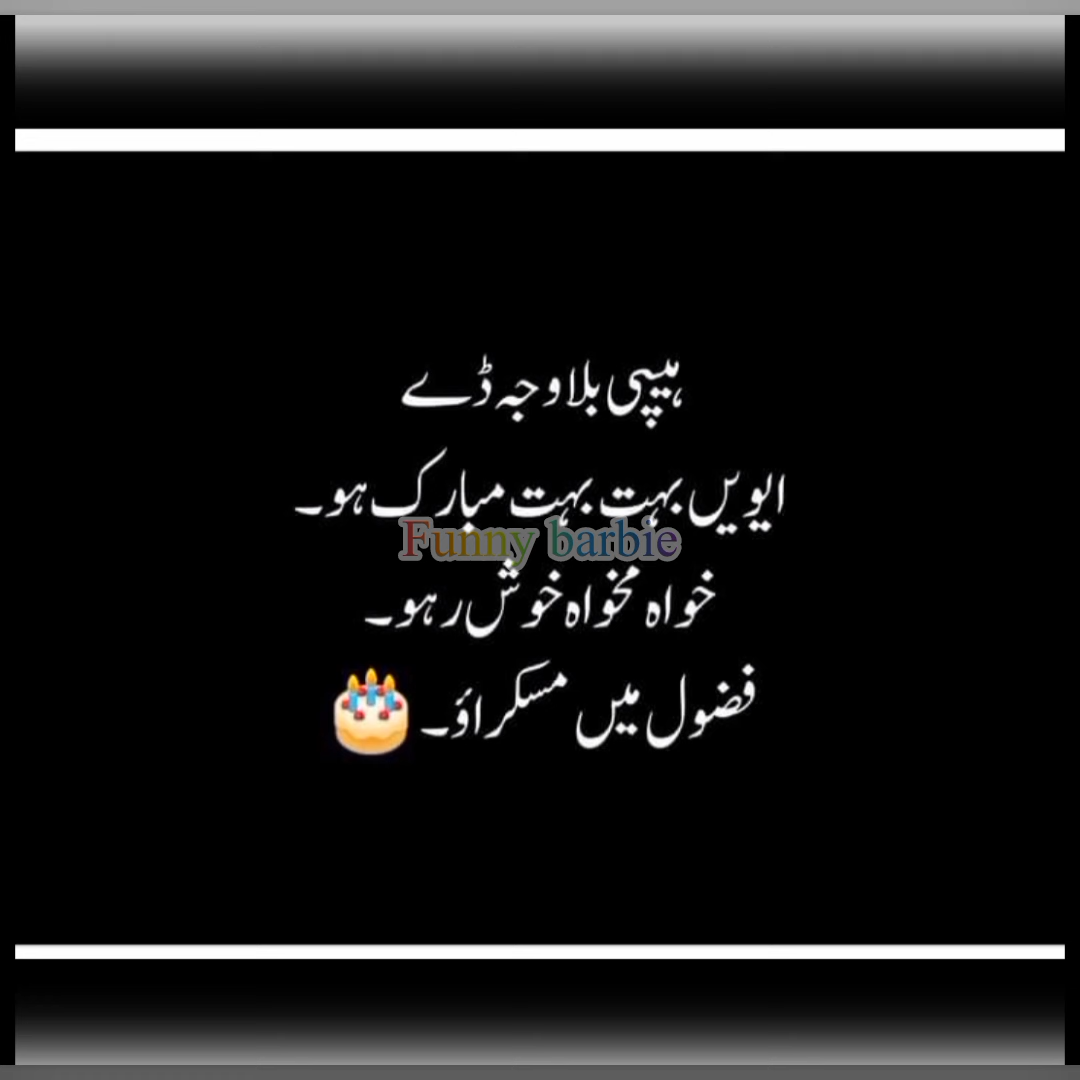 ہیپی بلاوجہ ڈے
ایویں بہت بہت مبارک ہو۔
Funny barbie
خواہ مخواہ خوش رہو۔
فضول میں مسکراؤ۔